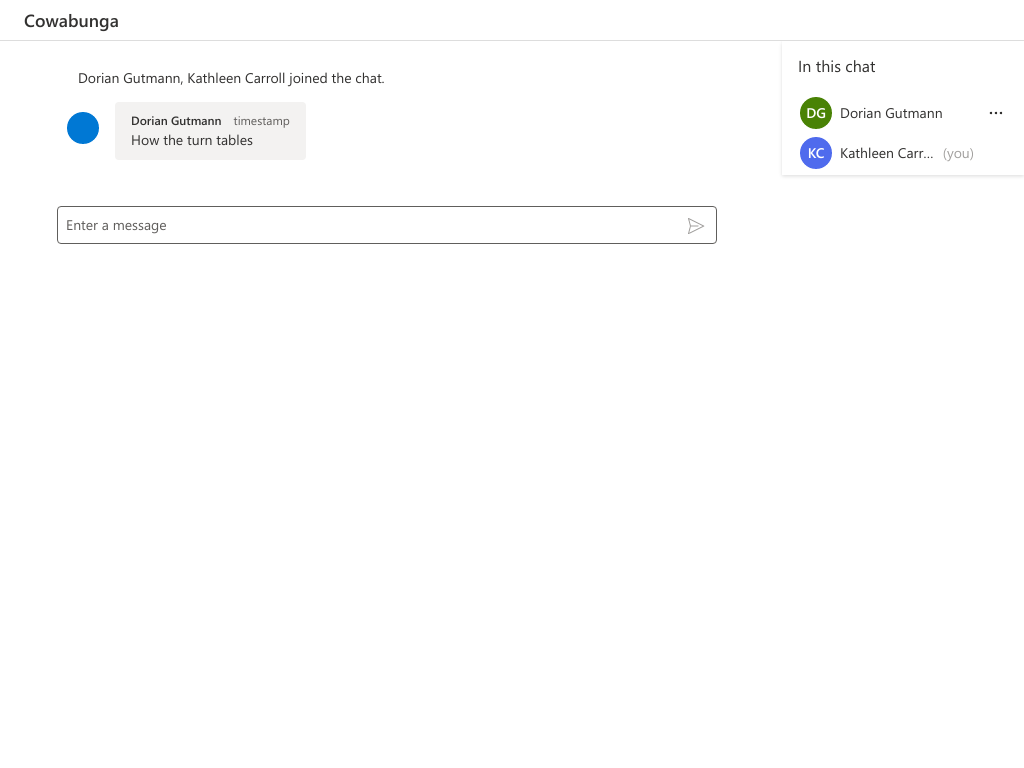 Cowabunga
Dorian Gutmann, Kathleen Carroll joined the chat.
Dorian Gutmann timestamp
How the turn tables
Enter a message
In this chat
DG Dorian Gutmann ...
KC Kathleen Carr... (you)